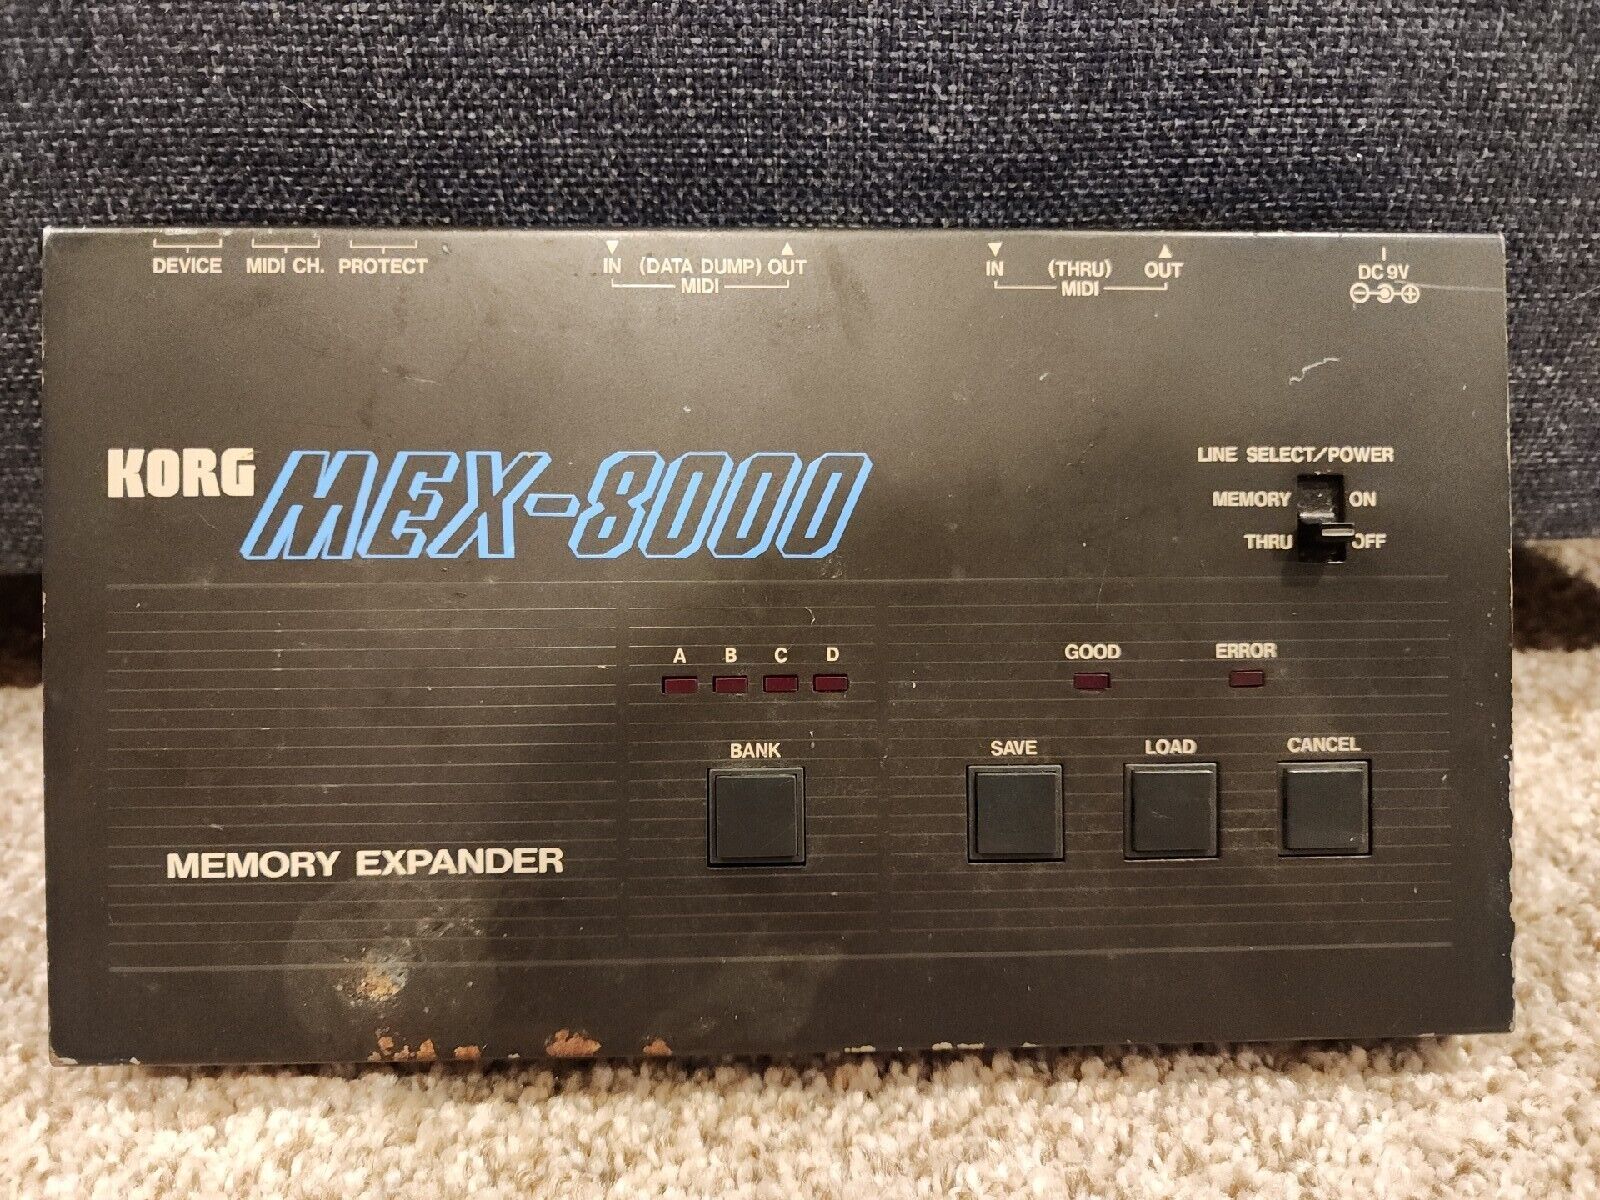 DEVICE MIDI CH. PROTECT IN (DATA DUMP) OUT IN (THRU) OUT DC 9V
MIDI MIDI
KORG MEX-8000
LINE SELECT/POWER
MEMORY ON
THRU OFF
A B C D GOOD ERROR
BANK SAVE LOAD CANCEL
MEMORY EXPANDER